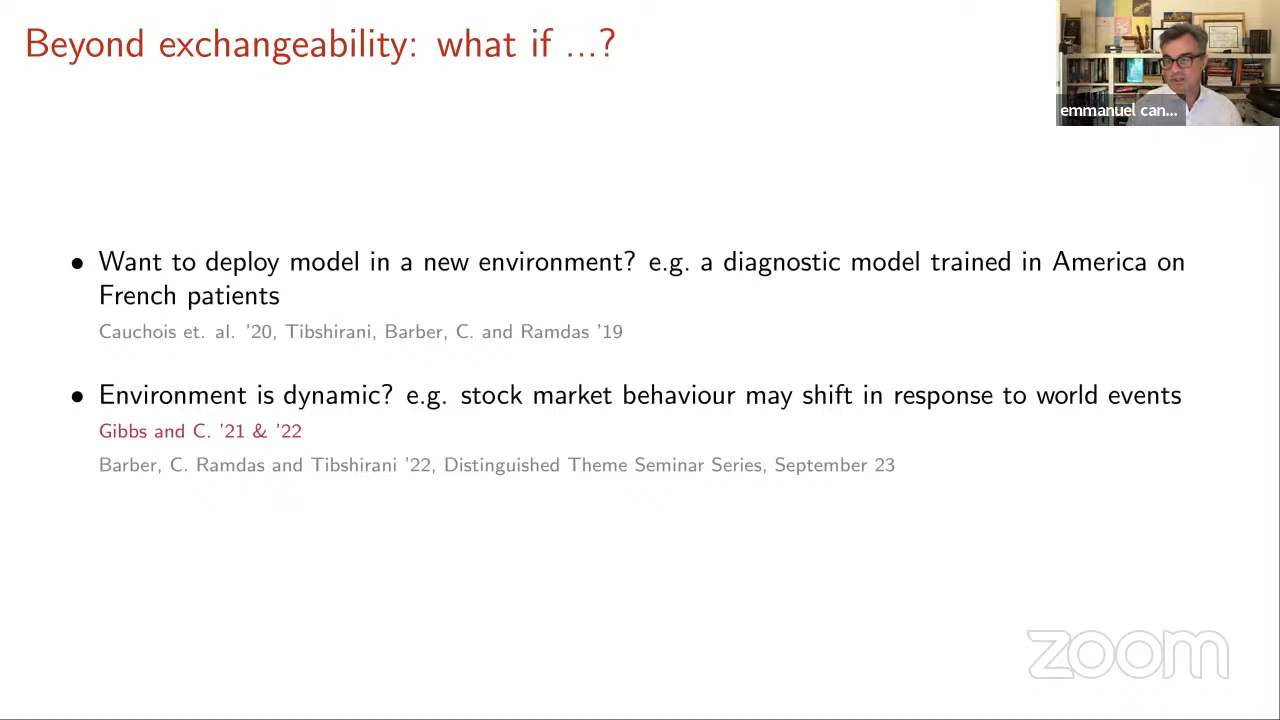 Beyond exchangeability: what if ...?
emmanuel can...
• Want to deploy model in a new environment? e.g. a diagnostic model trained in America on
French patients
Cauchois et. al. '20, Tibshirani, Barber, C. and Ramdas '19
• Environment is dynamic? e.g. stock market behaviour may shift in response to world events
Gibbs and C. '21 & '22
Barber, C. Ramdas and Tibshirani '22, Distinguished Theme Seminar Series, September 23
zoom